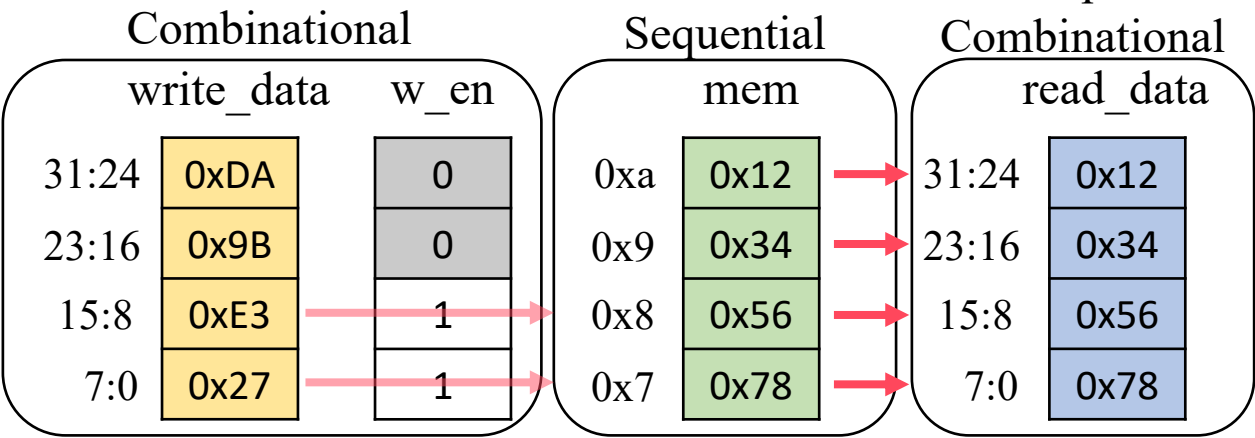 Combinational Sequential Combinational
write_data w_en mem read_data
31:24 0xDA 0 0xa 0x12 31:24 0x12
23:16 0x9B 0 0x9 0x34 23:16 0x34
15:8 0xE3 1 0x8 0x56 15:8 0x56
7:0 0x27 1 0x7 0x78 7:0 0x78